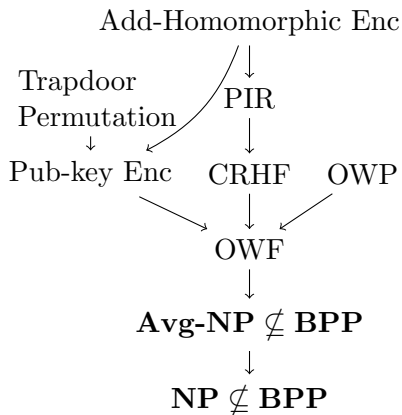 Add-Homomorphic Enc
Trapdoor
Permutation
PIR
Pub-key Enc
CRHF
OWP
OWF
Avg-NP ⊈ BPP
NP ⊈ BPP